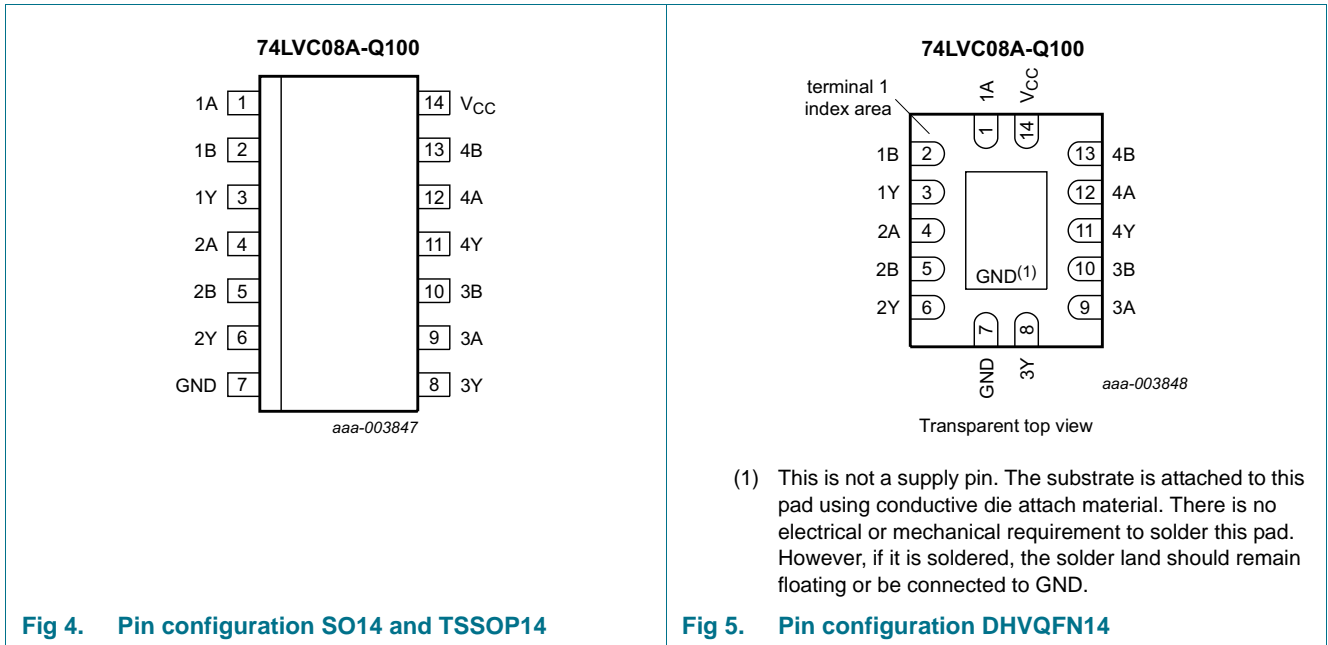 74LVC08A-Q100
1A 1 14 VCC
1B 2 13 4B
1Y 3 12 4A
2A 4 11 4Y
2B 5 10 3B
2Y 6 9 3A
GND 7 8 3Y
aaa-003847
Fig 4. Pin configuration SO14 and TSSOP14
74LVC08A-Q100
terminal 1
index area
1A VCC
1 14
1B 2 13 4B
1Y 3 12 4A
2A 4 11 4Y
2B 5 10 3B
GND(1)
2Y 6 9 3A
7 8
GND 3Y
aaa-003848
Transparent top view
(1) This is not a supply pin. The substrate is attached to this
pad using conductive die attach material. There is no
electrical or mechanical requirement to solder this pad.
However, if it is soldered, the solder land should remain
floating or be connected to GND.
Fig 5. Pin configuration DHVQFN14